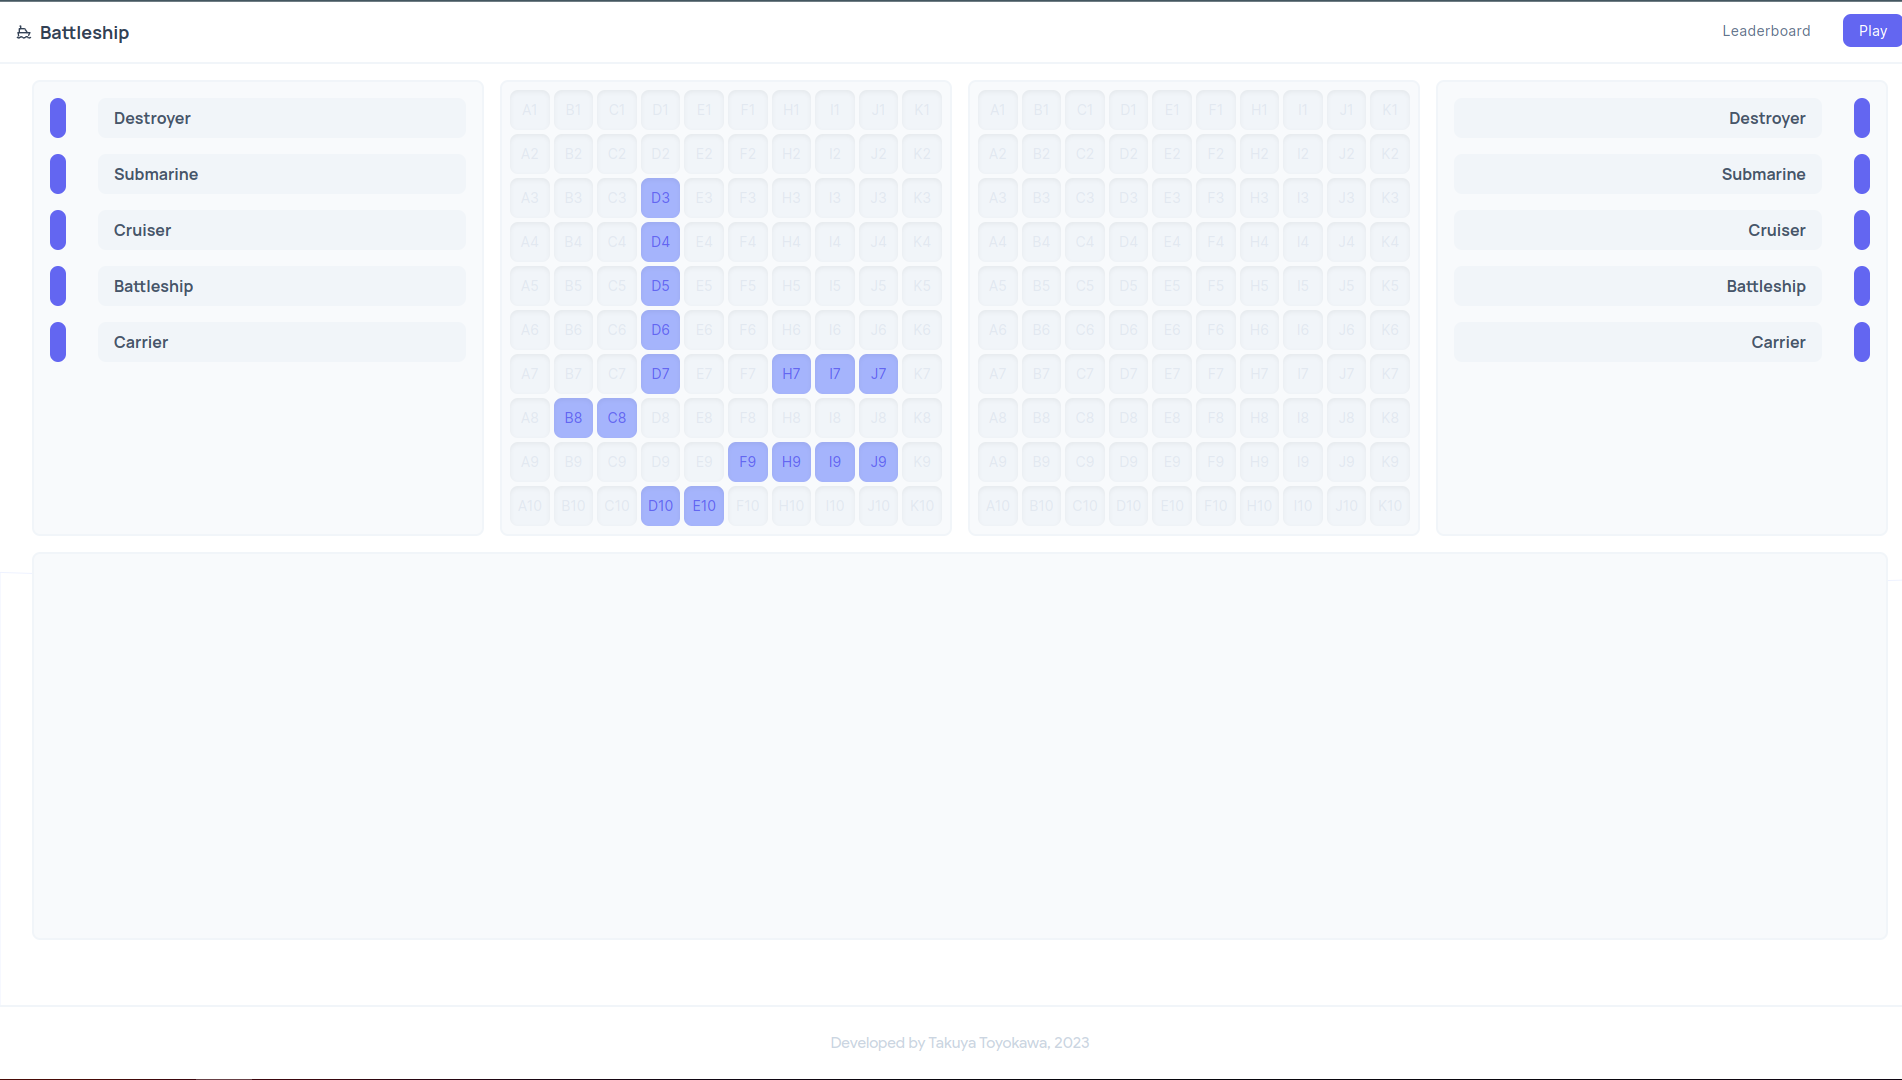 Battleship
Leaderboard
Play
Destroyer
Submarine
Cruiser
Battleship
Carrier
A1 B1 C1 D1 E1 F1 H1 I1 J1 K1
A2 B2 C2 D2 E2 F2 H2 I2 J2 K2
A3 B3 C3 D3 E3 F3 H3 I3 J3 K3
A4 B4 C4 D4 E4 F4 H4 I4 J4 K4
A5 B5 C5 D5 E5 F5 H5 I5 J5 K5
A6 B6 C6 D6 E6 F6 H6 I6 J6 K6
A7 B7 C7 D7 E7 F7 H7 I7 J7 K7
A8 B8 C8 D8 E8 F8 H8 I8 J8 K8
A9 B9 C9 D9 E9 F9 H9 I9 J9 K9
A10 B10 C10 D10 E10 F10 H10 I10 J10 K10
A1 B1 C1 D1 E1 F1 H1 I1 J1 K1
A2 B2 C2 D2 E2 F2 H2 I2 J2 K2
A3 B3 C3 D3 E3 F3 H3 I3 J3 K3
A4 B4 C4 D4 E4 F4 H4 I4 J4 K4
A5 B5 C5 D5 E5 F5 H5 I5 J5 K5
A6 B6 C6 D6 E6 F6 H6 I6 J6 K6
A7 B7 C7 D7 E7 F7 H7 I7 J7 K7
A8 B8 C8 D8 E8 F8 H8 I8 J8 K8
A9 B9 C9 D9 E9 F9 H9 I9 J9 K9
A10 B10 C10 D10 E10 F10 H10 I10 J10 K10
Destroyer
Submarine
Cruiser
Battleship
Carrier
Developed by Takuya Toyokawa, 2023